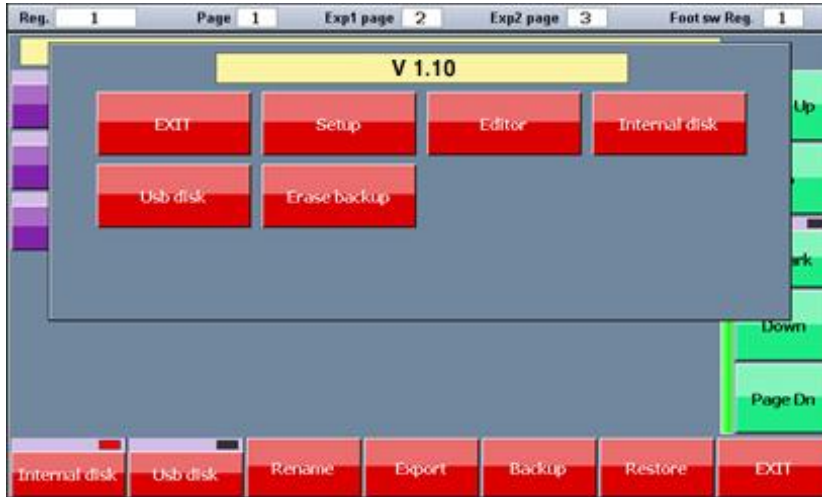 Reg. 1 Page 1 Exp1 page 2 Exp2 page 3 Foot sw Reg. 1
V 1.10
EXIT Setup Editor Internal disk
Up
Usb disk Erase backup
Down
Page Dn
Internal disk Usb disk Rename Export Backup Restore EXIT